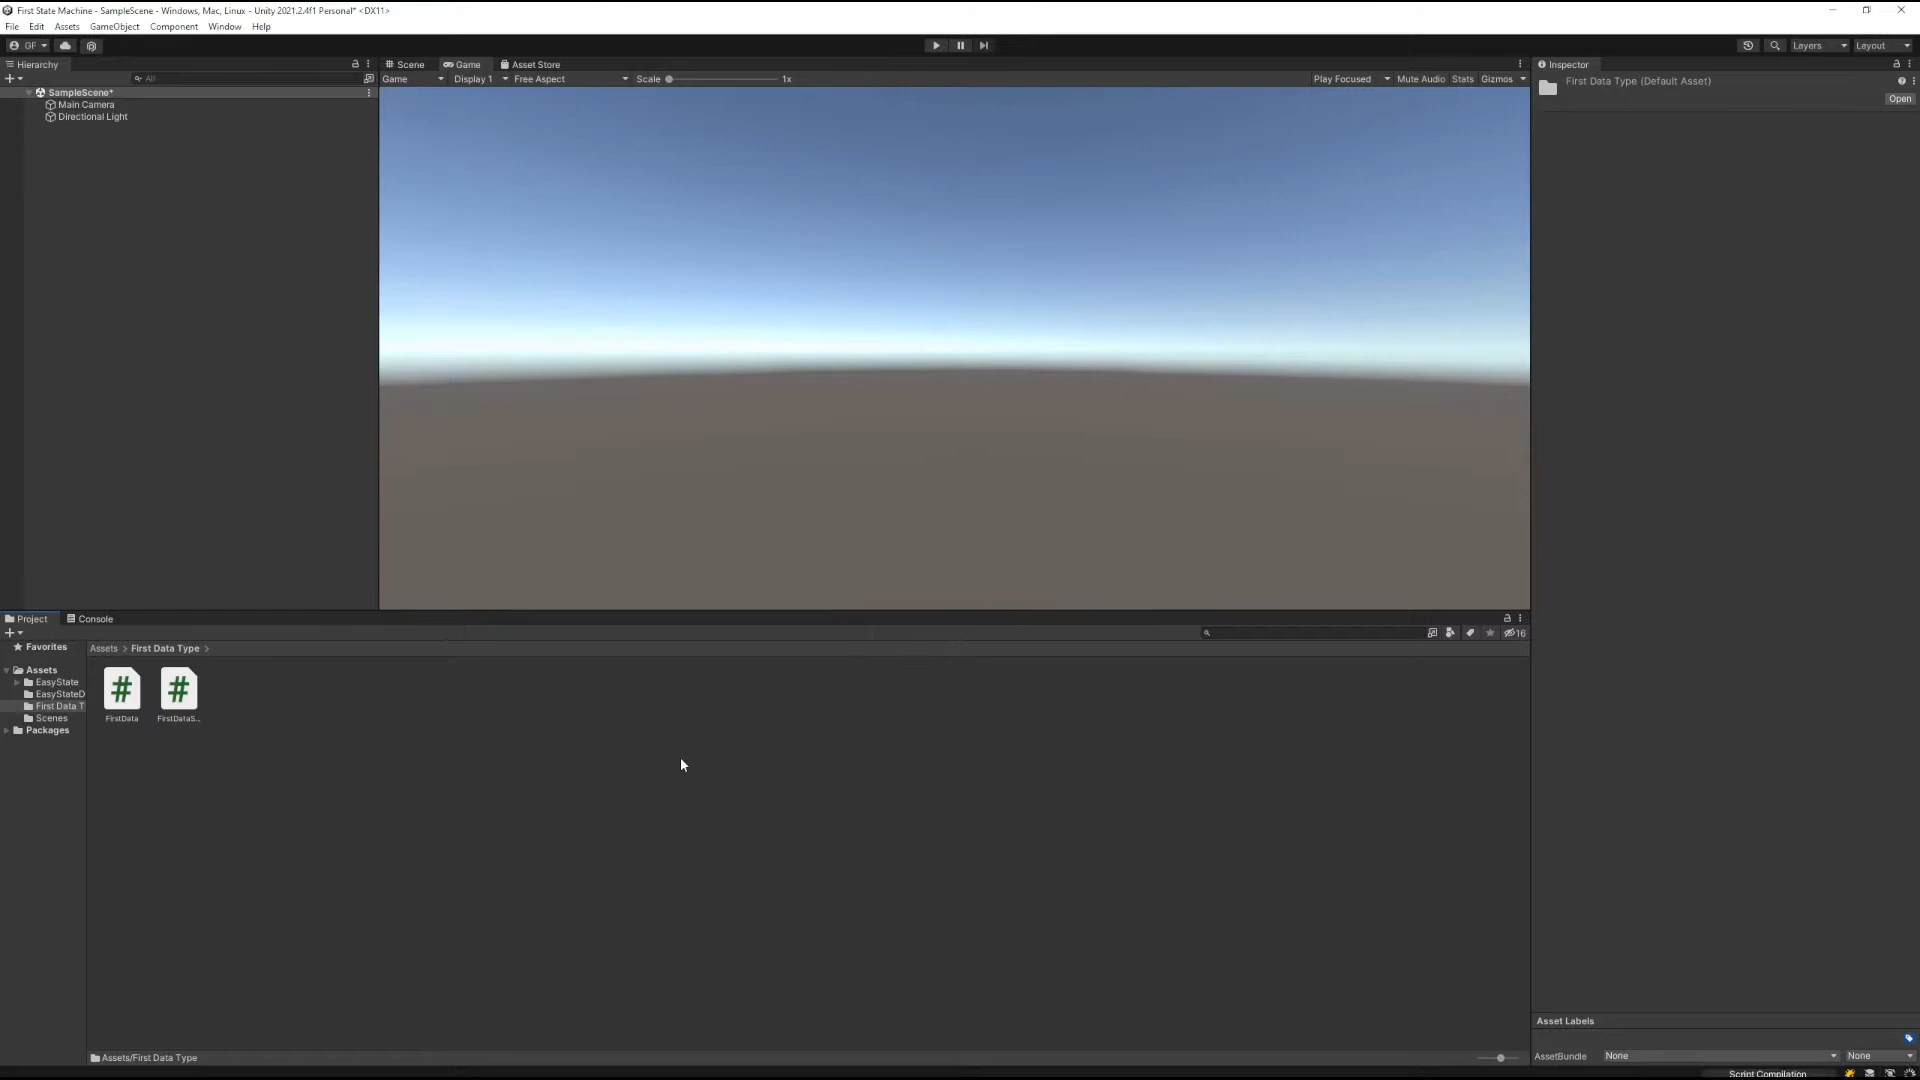 First State Machine - SampleScene - Windows, Mac, Linux - Unity 2021.2.4f1 Personal* <DX11>
File Edit Assets GameObject Component Window Help
GF Layers Layout
Hierarchy Scene Game Asset Store Inspector
All Game Display 1 Free Aspect Scale 1x Play Focused Mute Audio Stats Gizmos First Data Type (Default Asset)
SampleScene* Open
Main Camera
Directional Light
Project Console
16
Favorites Assets > First Data Type >
Assets
EasyState
EasyStateD
First Data T
Scenes
Packages
# #
FirstData FirstDataS...
Asset Labels
Assets/First Data Type AssetBundle None None
Script Compilation